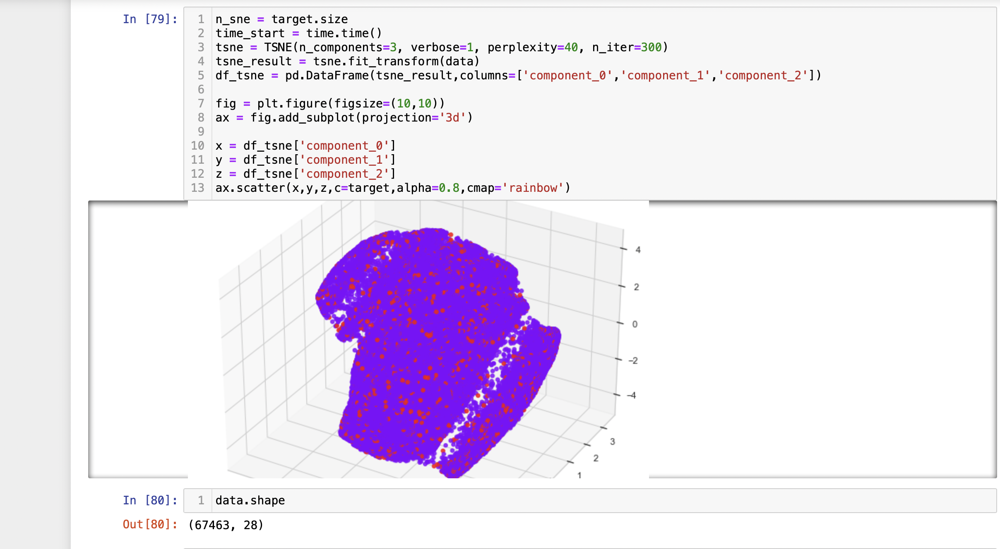 In [79]:
1 n_sne = target.size
2 time_start = time.time()
3 tsne = TSNE(n_components=3, verbose=1, perplexity=40, n_iter=300)
4 tsne_result = tsne.fit_transform(data)
5 df_tsne = pd.DataFrame(tsne_result,columns=['component_0','component_1','component_2'])
6
7 fig = plt.figure(figsize=(10,10))
8 ax = fig.add_subplot(projection='3d')
9
10 x = df_tsne['component_0']
11 y = df_tsne['component_1']
12 z = df_tsne['component_2']
13 ax.scatter(x,y,z,c=target,alpha=0.8,cmap='rainbow')
4
2
0
−2
−4
3
2
1
In [80]:
1 data.shape
Out[80]: (67463, 28)